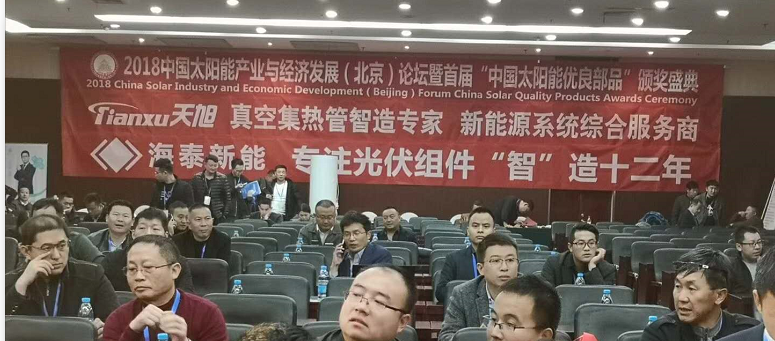 2018中国太阳能产业与经济发展（北京）论坛暨首届“中国太阳能优良部品”颁奖盛典
2018 China Solar Industry and Economic Development ( Beijing ) Forum China Solar Quality Products Awards Ceremony
Tianxu天旭 真空集热管智造专家 新能源系统综合服务商
海泰新能 专注光伏组件“智”造十二年